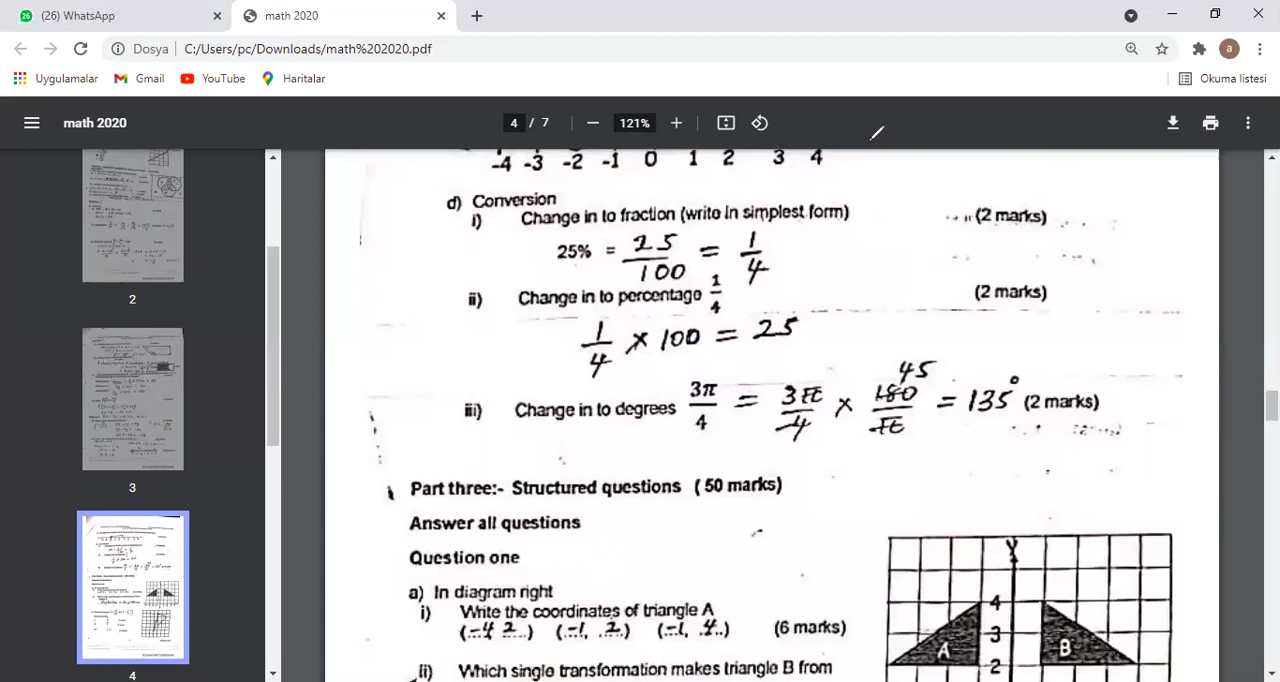 (26) WhatsApp
math 2020
Dosya
C:/Users/pc/Downloads/math%202020.pdf
a
Uygulamalar
Gmail
YouTube
Haritalar
Okuma listesi
math 2020
4 / 7
121%
-4 -3 -2 -1 0 1 2 3 4
d) Conversion
i) Change in to fraction (write in simplest form) (2 marks)
25% = 25/100 = 1/4
ii) Change in to percentage 1/4 (2 marks)
1/4 × 100 = 25
iii) Change in to degrees 3π/4 = 3π/4 × 180/π = 135° (2 marks)
45
Part three:- Structured questions ( 50 marks)
Answer all questions
Question one
a) In diagram right
i) Write the coordinates of triangle A
(-4 2..) (-1, .2.) (-1, .4..) (6 marks)
ii) Which single transformation makes triangle B from
Y
4
3
2
A
B
2
3
4